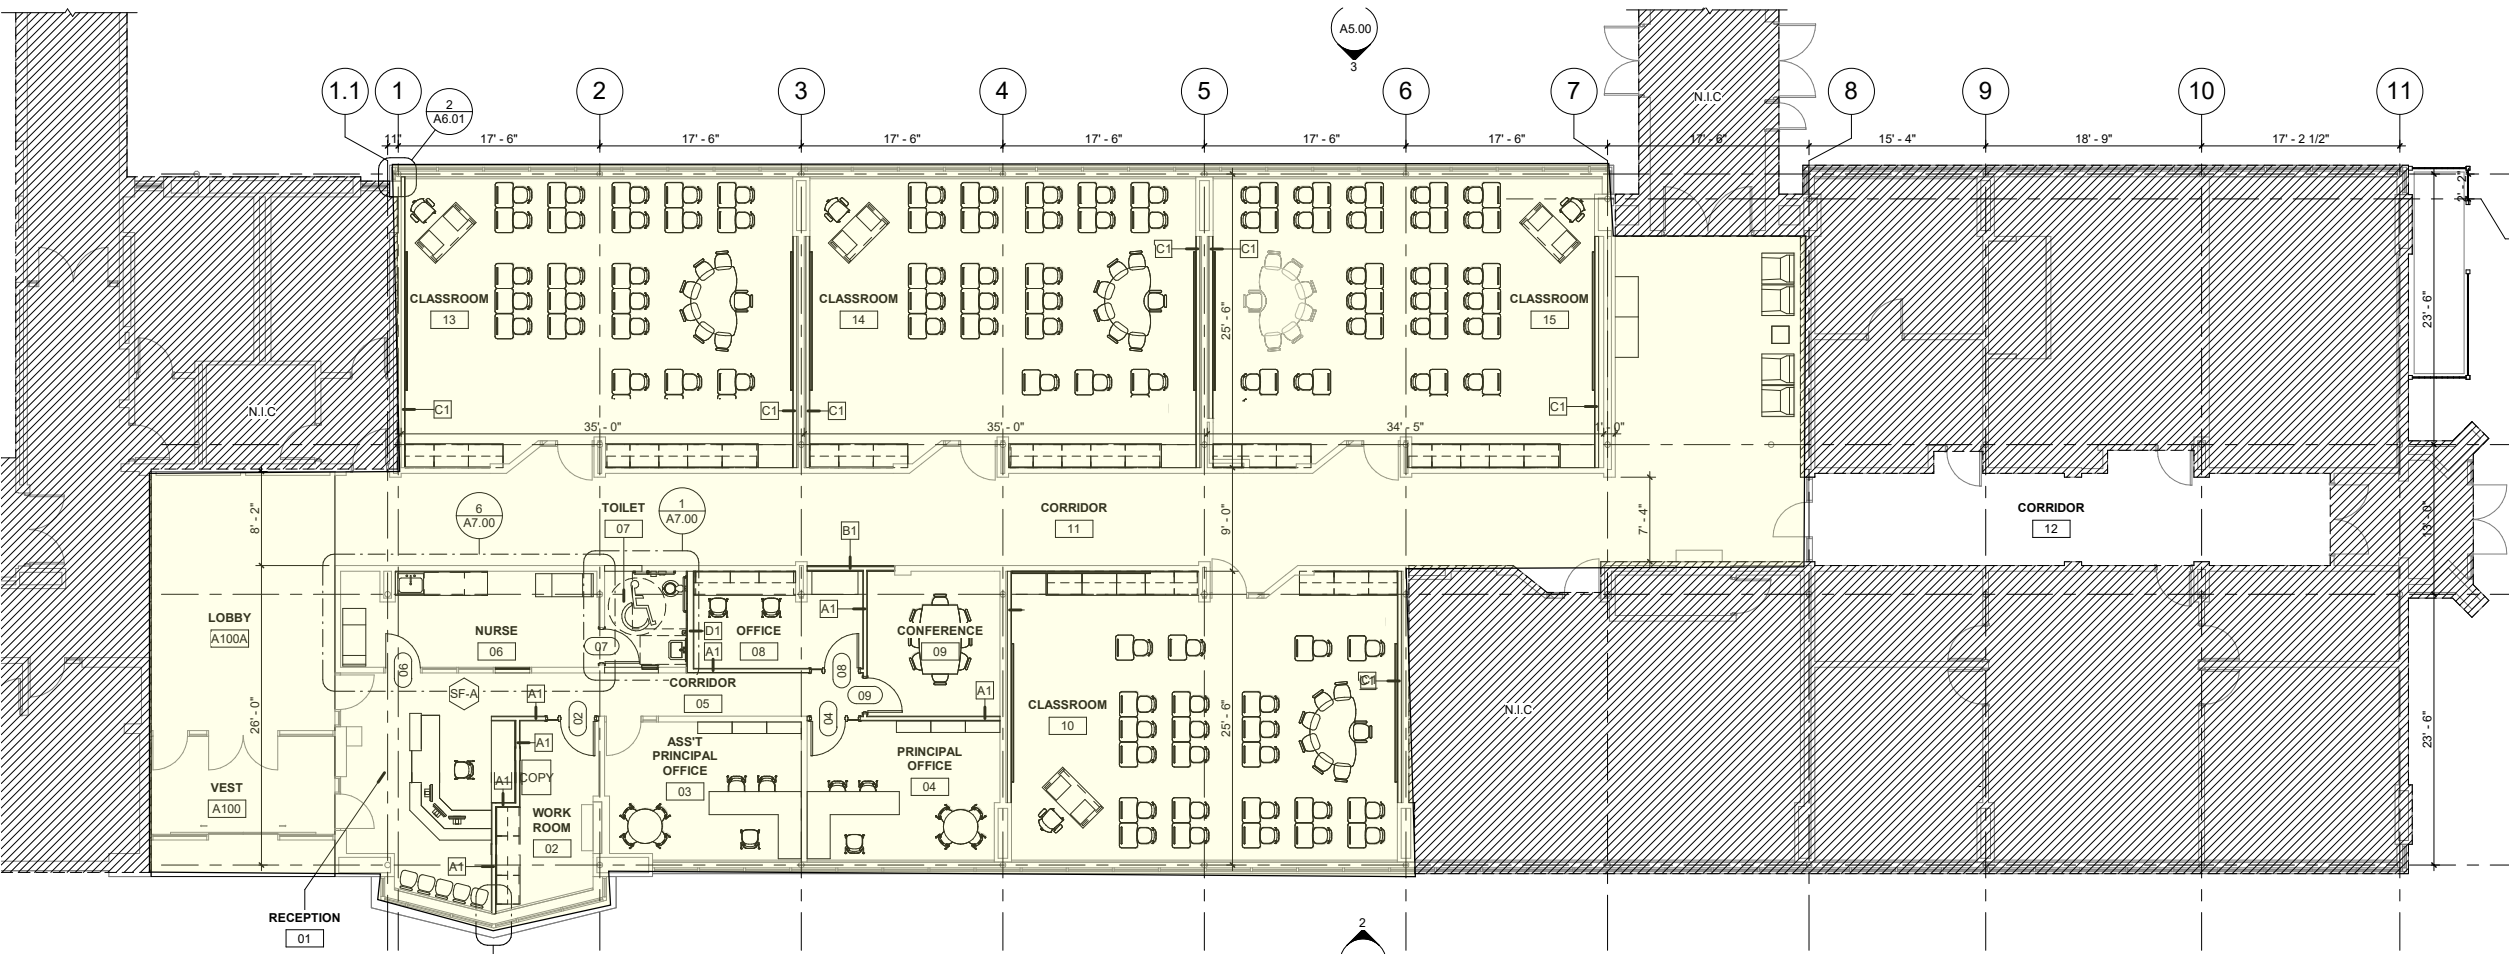 A5.00
3
1.1
1
2
3
4
5
6
7
8
9
10
11
2
A6.01
N.I.C
11"
17' - 6"
17' - 6"
17' - 6"
17' - 6"
17' - 6"
17' - 6"
17' - 6"
15' - 4"
18' - 9"
17' - 2 1/2"
2' - 2"
C1
C1
CLASSROOM
13
CLASSROOM
14
CLASSROOM
15
25' - 6"
23' - 6"
N.I.C
C1
C1
C1
C1
35' - 0"
35' - 0"
34' - 5"
1' - 0"
8' - 2"
6
A7.00
TOILET
07
1
A7.00
CORRIDOR
11
9' - 0"
7' - 4"
CORRIDOR
12
13' - 0"
B1
A1
LOBBY
A100A
NURSE
06
07
D1
A1
OFFICE
08
CONFERENCE
09
06
SF-A
A1
CORRIDOR
05
08
09
A1
C1
02
04
CLASSROOM
10
26' - 0"
25' - 6"
N.I.C
23' - 6"
A1
ASS'T
PRINCIPAL
OFFICE
03
PRINCIPAL
OFFICE
04
A1
COPY
VEST
A100
WORK
ROOM
02
A1
RECEPTION
01
2